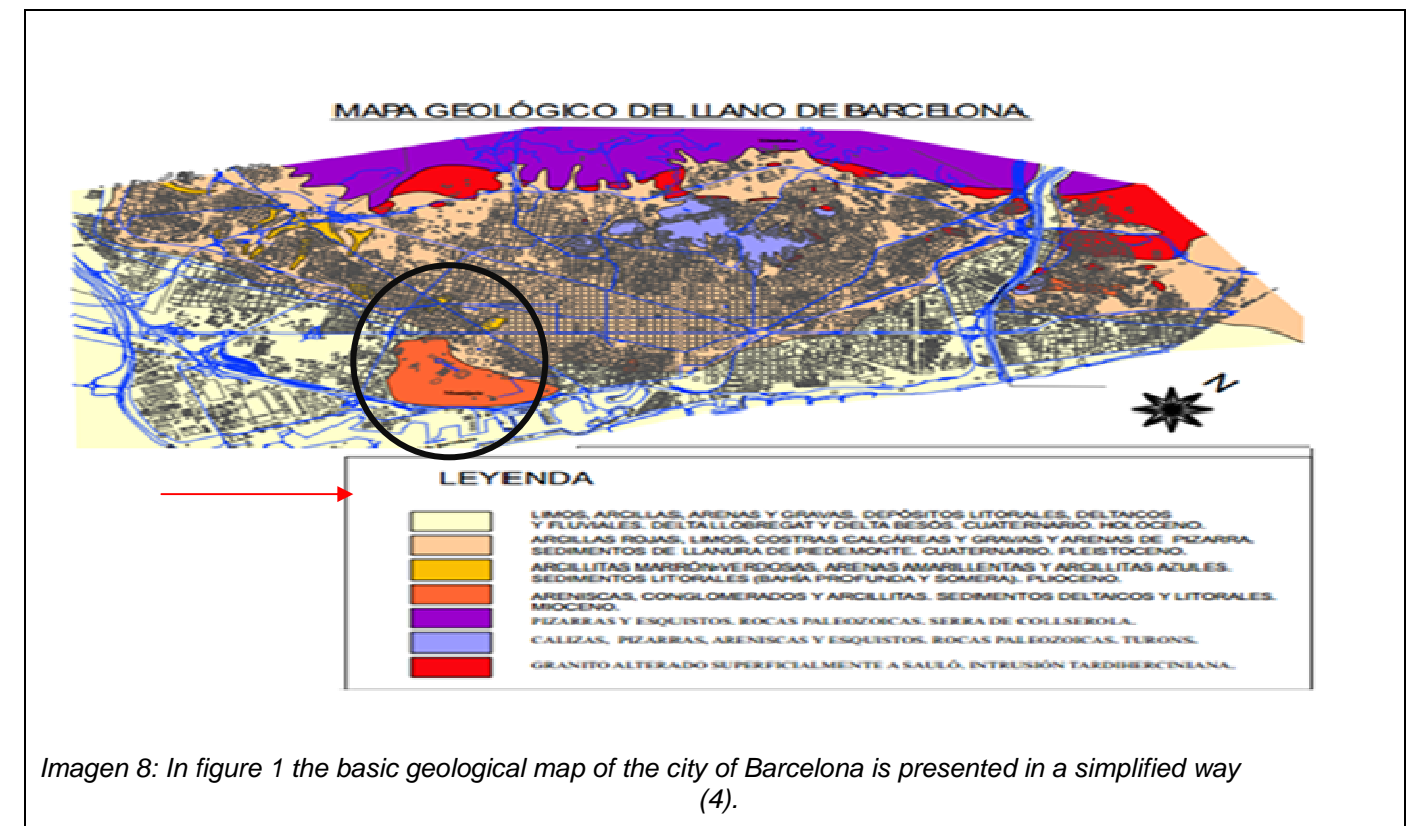 MAPA GEOLÓGICO DEL LLANO DE BARCELONA
N
LEYENDA
LIMOS, ARCILLAS, ARENAS Y GRAVAS. DEPÓSITOS LITORALES, DELTAICOS
Y FLUVIALES. DELTA LLOBREGAT Y DELTA BESÓS. CUATERNARIO. HOLOCENO.
ARCILLAS ROJAS, LIMOS, COSTRAS CALCÁREAS Y GRAVAS Y ARENAS DE PIZARRA.
SEDIMENTOS DE LLANURA DE PIEDEMONTE. CUATERNARIO. PLEISTOCENO.
ARCILLITAS MARRÓN-VERDOSAS, ARENAS AMARILLENTAS Y ARCILLITAS AZULES.
SEDIMENTOS LITORALES (BAHÍA PROFUNDA Y SOMERA). PLIOCENO.
ARENISCAS, CONGLOMERADOS Y ARCILLITAS. SEDIMENTOS DELTAICOS Y LITORALES.
MIOCENO.
PIZARRAS Y ESQUISTOS. ROCAS PALEOZOICAS. SERRA DE COLLSEROLA.
CALIZAS, PIZARRAS, ARENISCAS Y ESQUISTOS. ROCAS PALEOZOICAS. TURONS.
GRANITO ALTERADO SUPERFICIALMENTE A SAULÓ. INTRUSIÓN TARDIHERCINIANA.
Imagen 8: In figure 1 the basic geological map of the city of Barcelona is presented in a simplified way
(4).